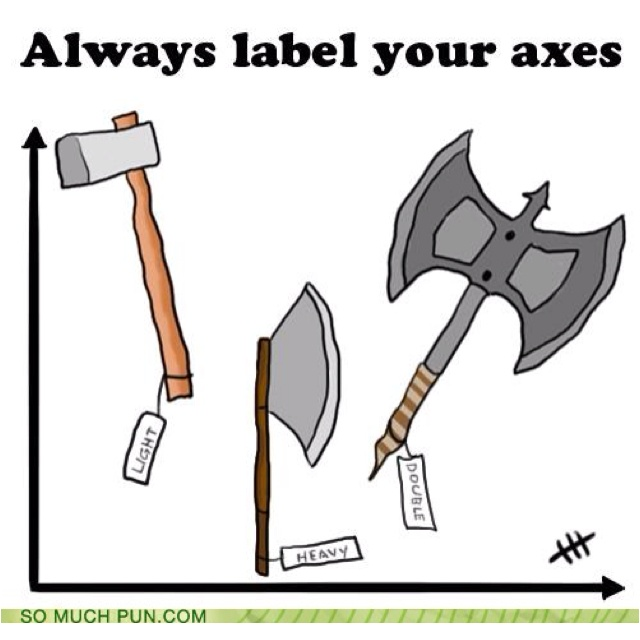 Always label your axes
LIGHT
HEAVY
DOUBLE
SO MUCH PUN.COM